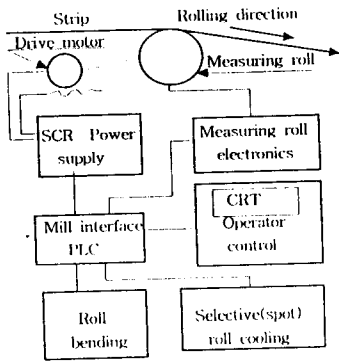 Strip
Rolling direction
Drive motor
Measuring roll
SCR Power
supply
Measuring roll
electronics
CRT
Operator
control
Mill interface
PLC
Roll
bending
Selective(spot)
roll cooling